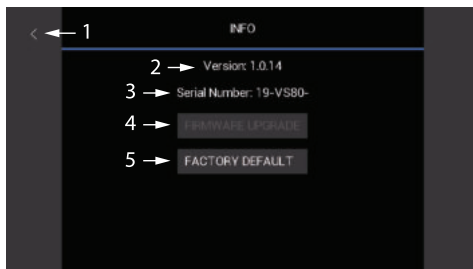 < 1 INFO
2 Version: 1.0.14
3 Serial Number: 19-VS80-
4 FIRMWARE UPGRADE
5 FACTORY DEFAULT